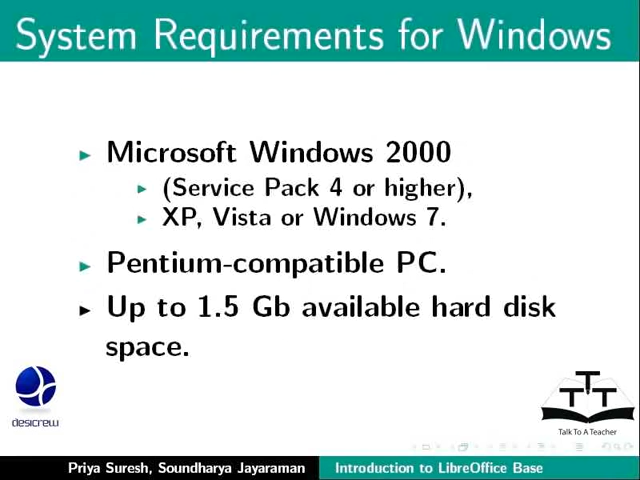 System Requirements for Windows
Microsoft Windows 2000
(Service Pack 4 or higher),
XP, Vista or Windows 7.
Pentium-compatible PC.
Up to 1.5 Gb available hard disk
space.
desicrew
T T T
Talk To A Teacher
Priya Suresh, Soundharya Jayaraman
Introduction to LibreOffice Base